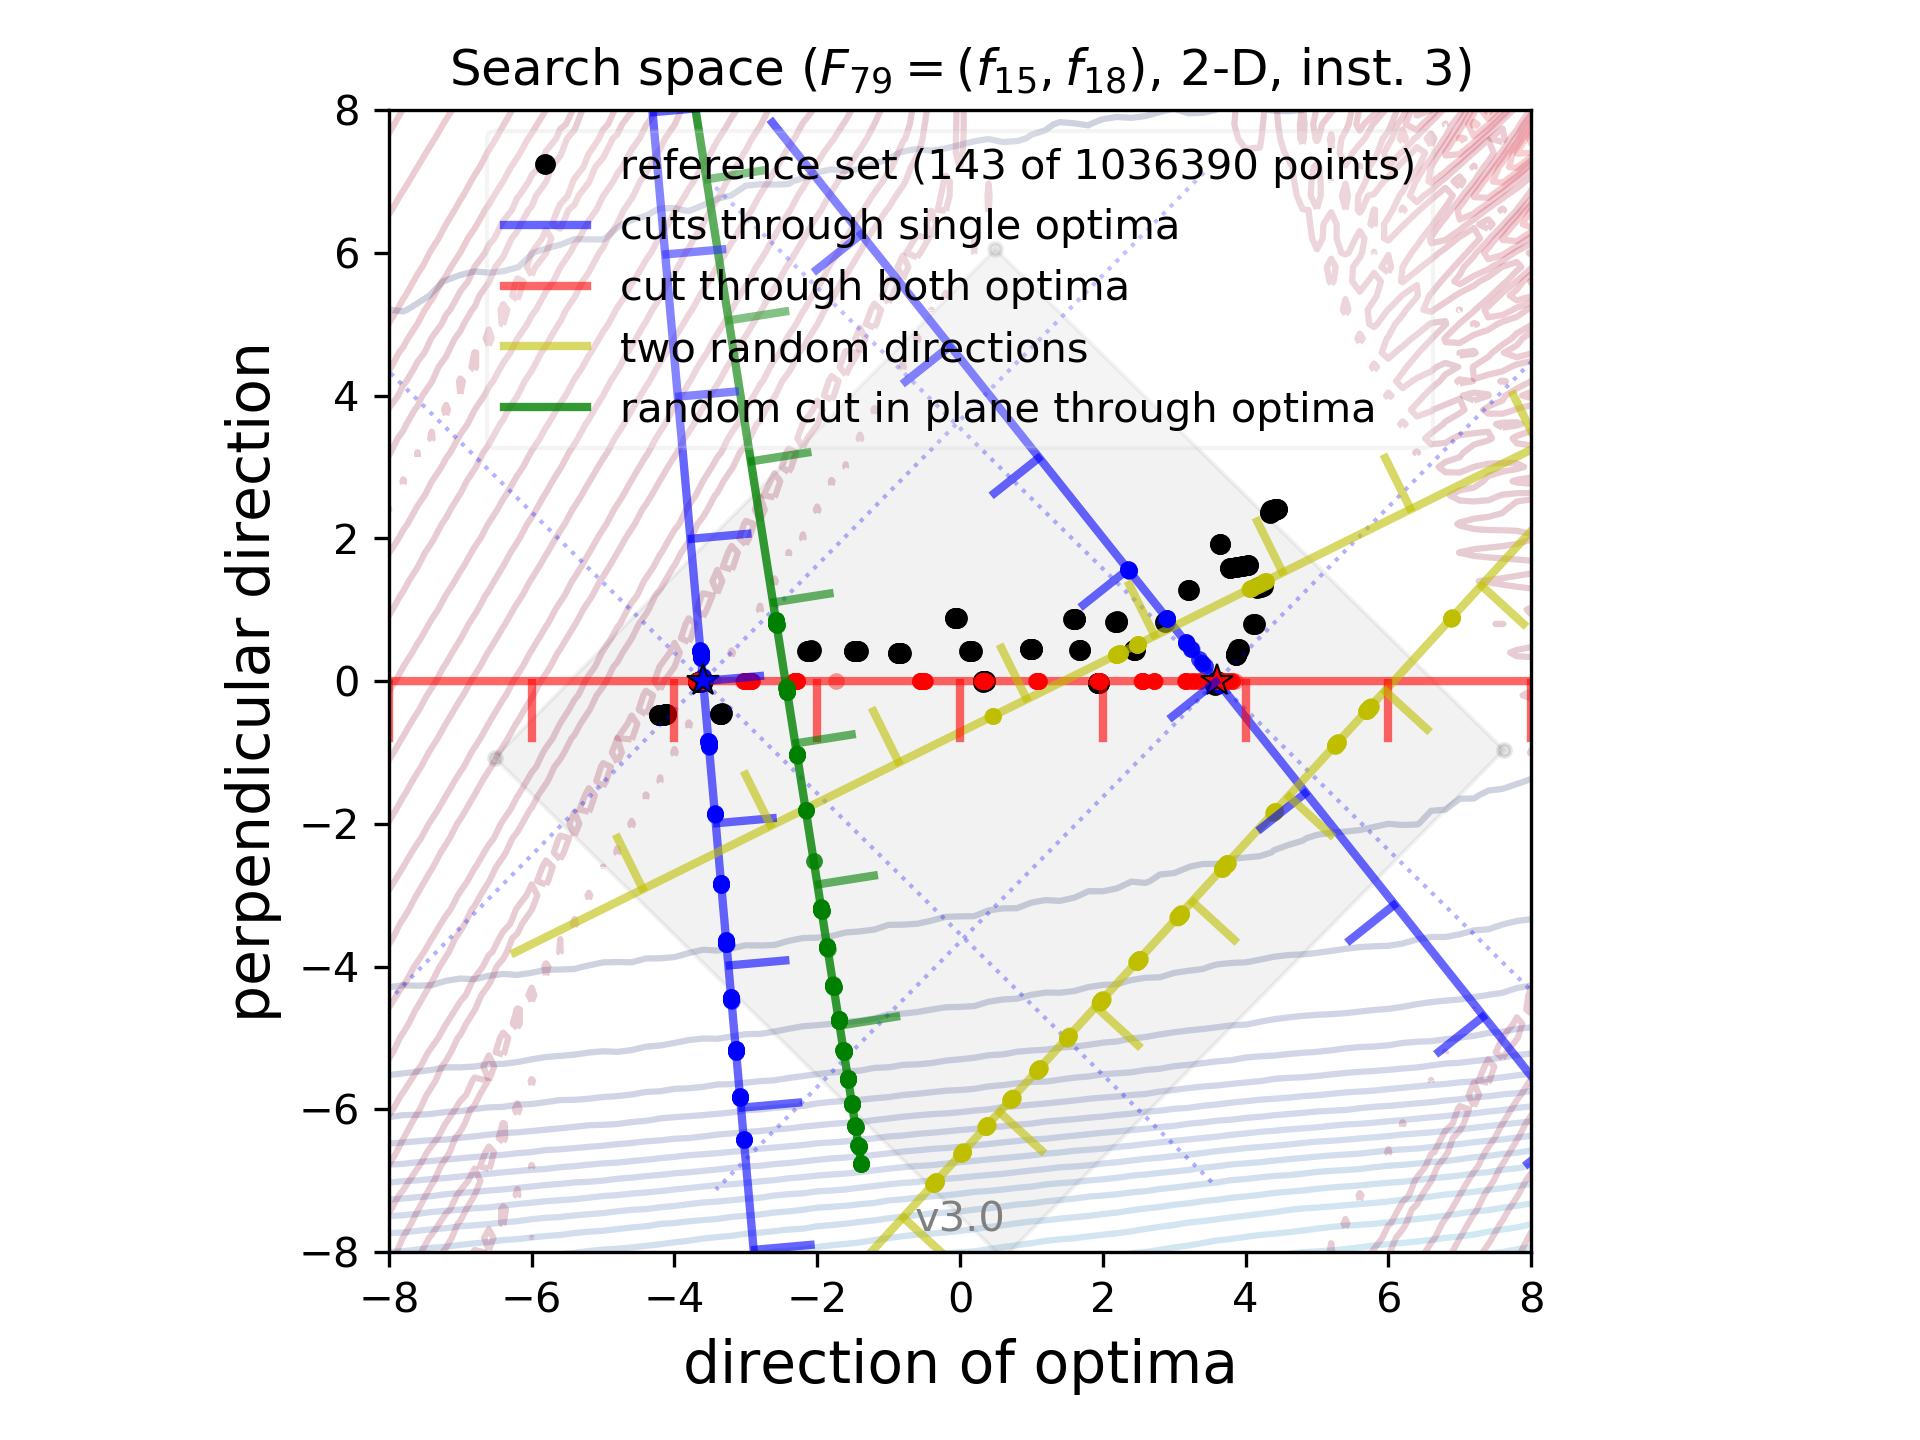 Search space (F79 = (f15, f18), 2-D, inst. 3)
reference set (143 of 1036390 points)
cuts through single optima
cut through both optima
two random directions
random cut in plane through optima
perpendicular direction
8
6
4
2
0
−2
−4
−6
−8
v3.0
−8 −6 −4 −2 0 2 4 6 8
direction of optima